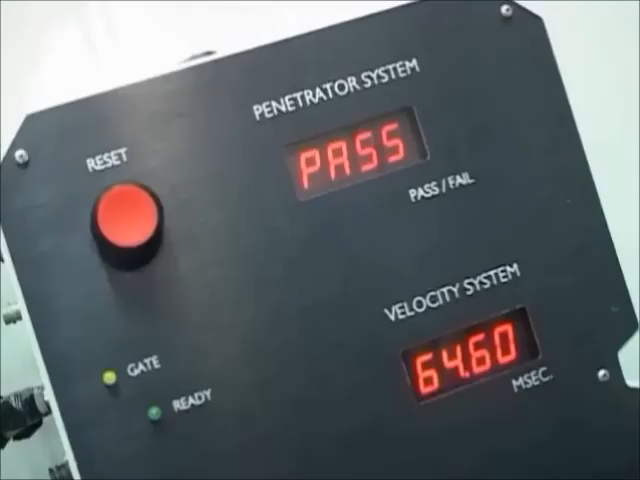 PENETRATOR SYSTEM
PASS
PASS / FAIL
RESET
VELOCITY SYSTEM
64.60
MSEC.
GATE
READY